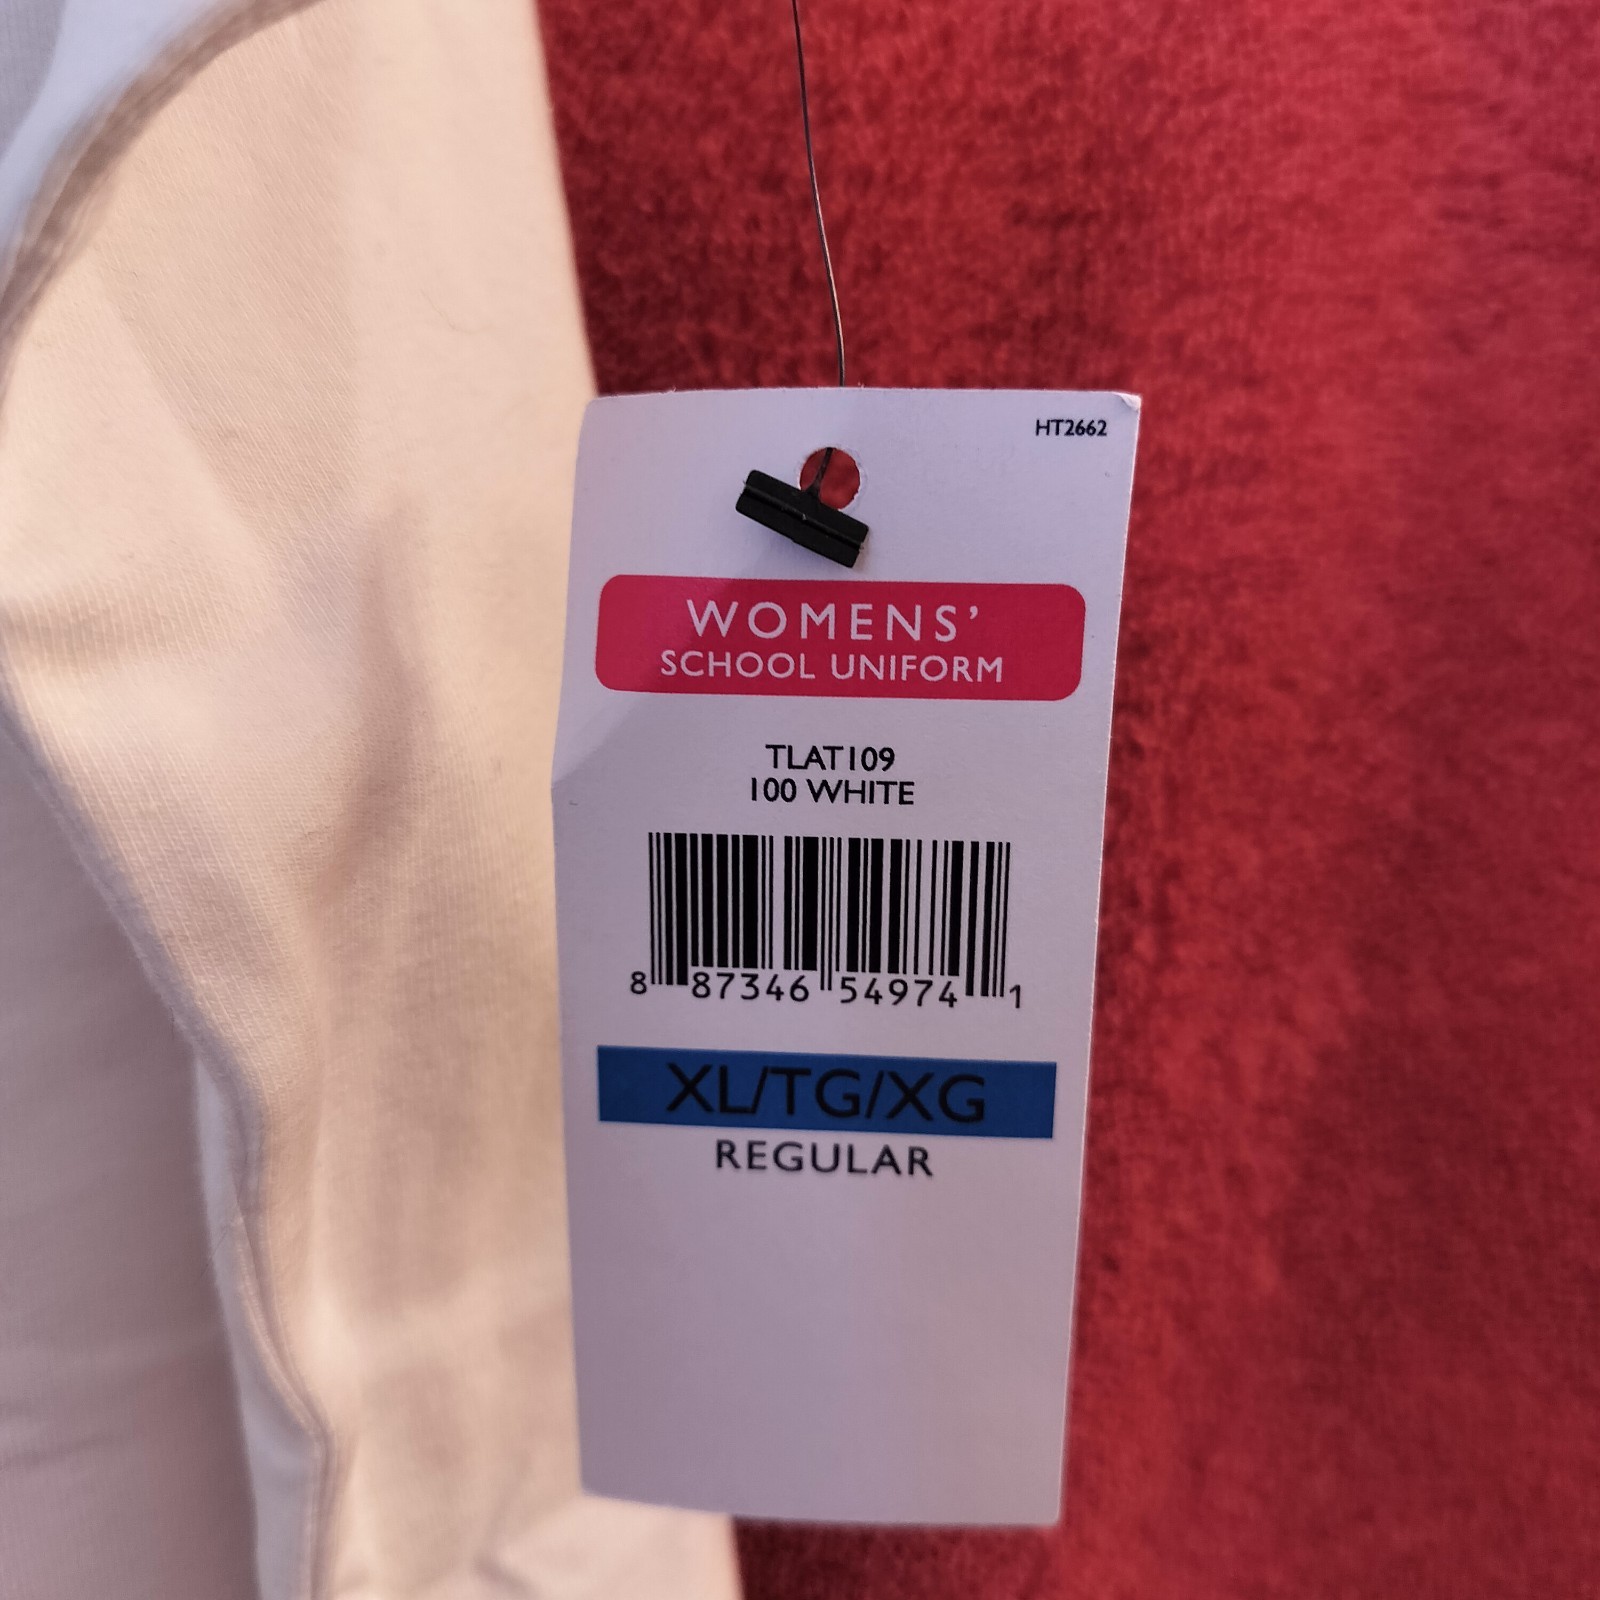 HT2662
WOMENS'
SCHOOL UNIFORM
TLAT109
100 WHITE
8 87346 54974 1
XL/TG/XG
REGULAR